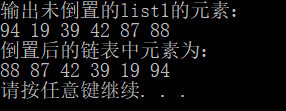 输出未倒置的list1的元素:
94 19 39 42 87 88
倒置后的链表中元素为:
88 87 42 39 19 94
请按任意键继续. . .